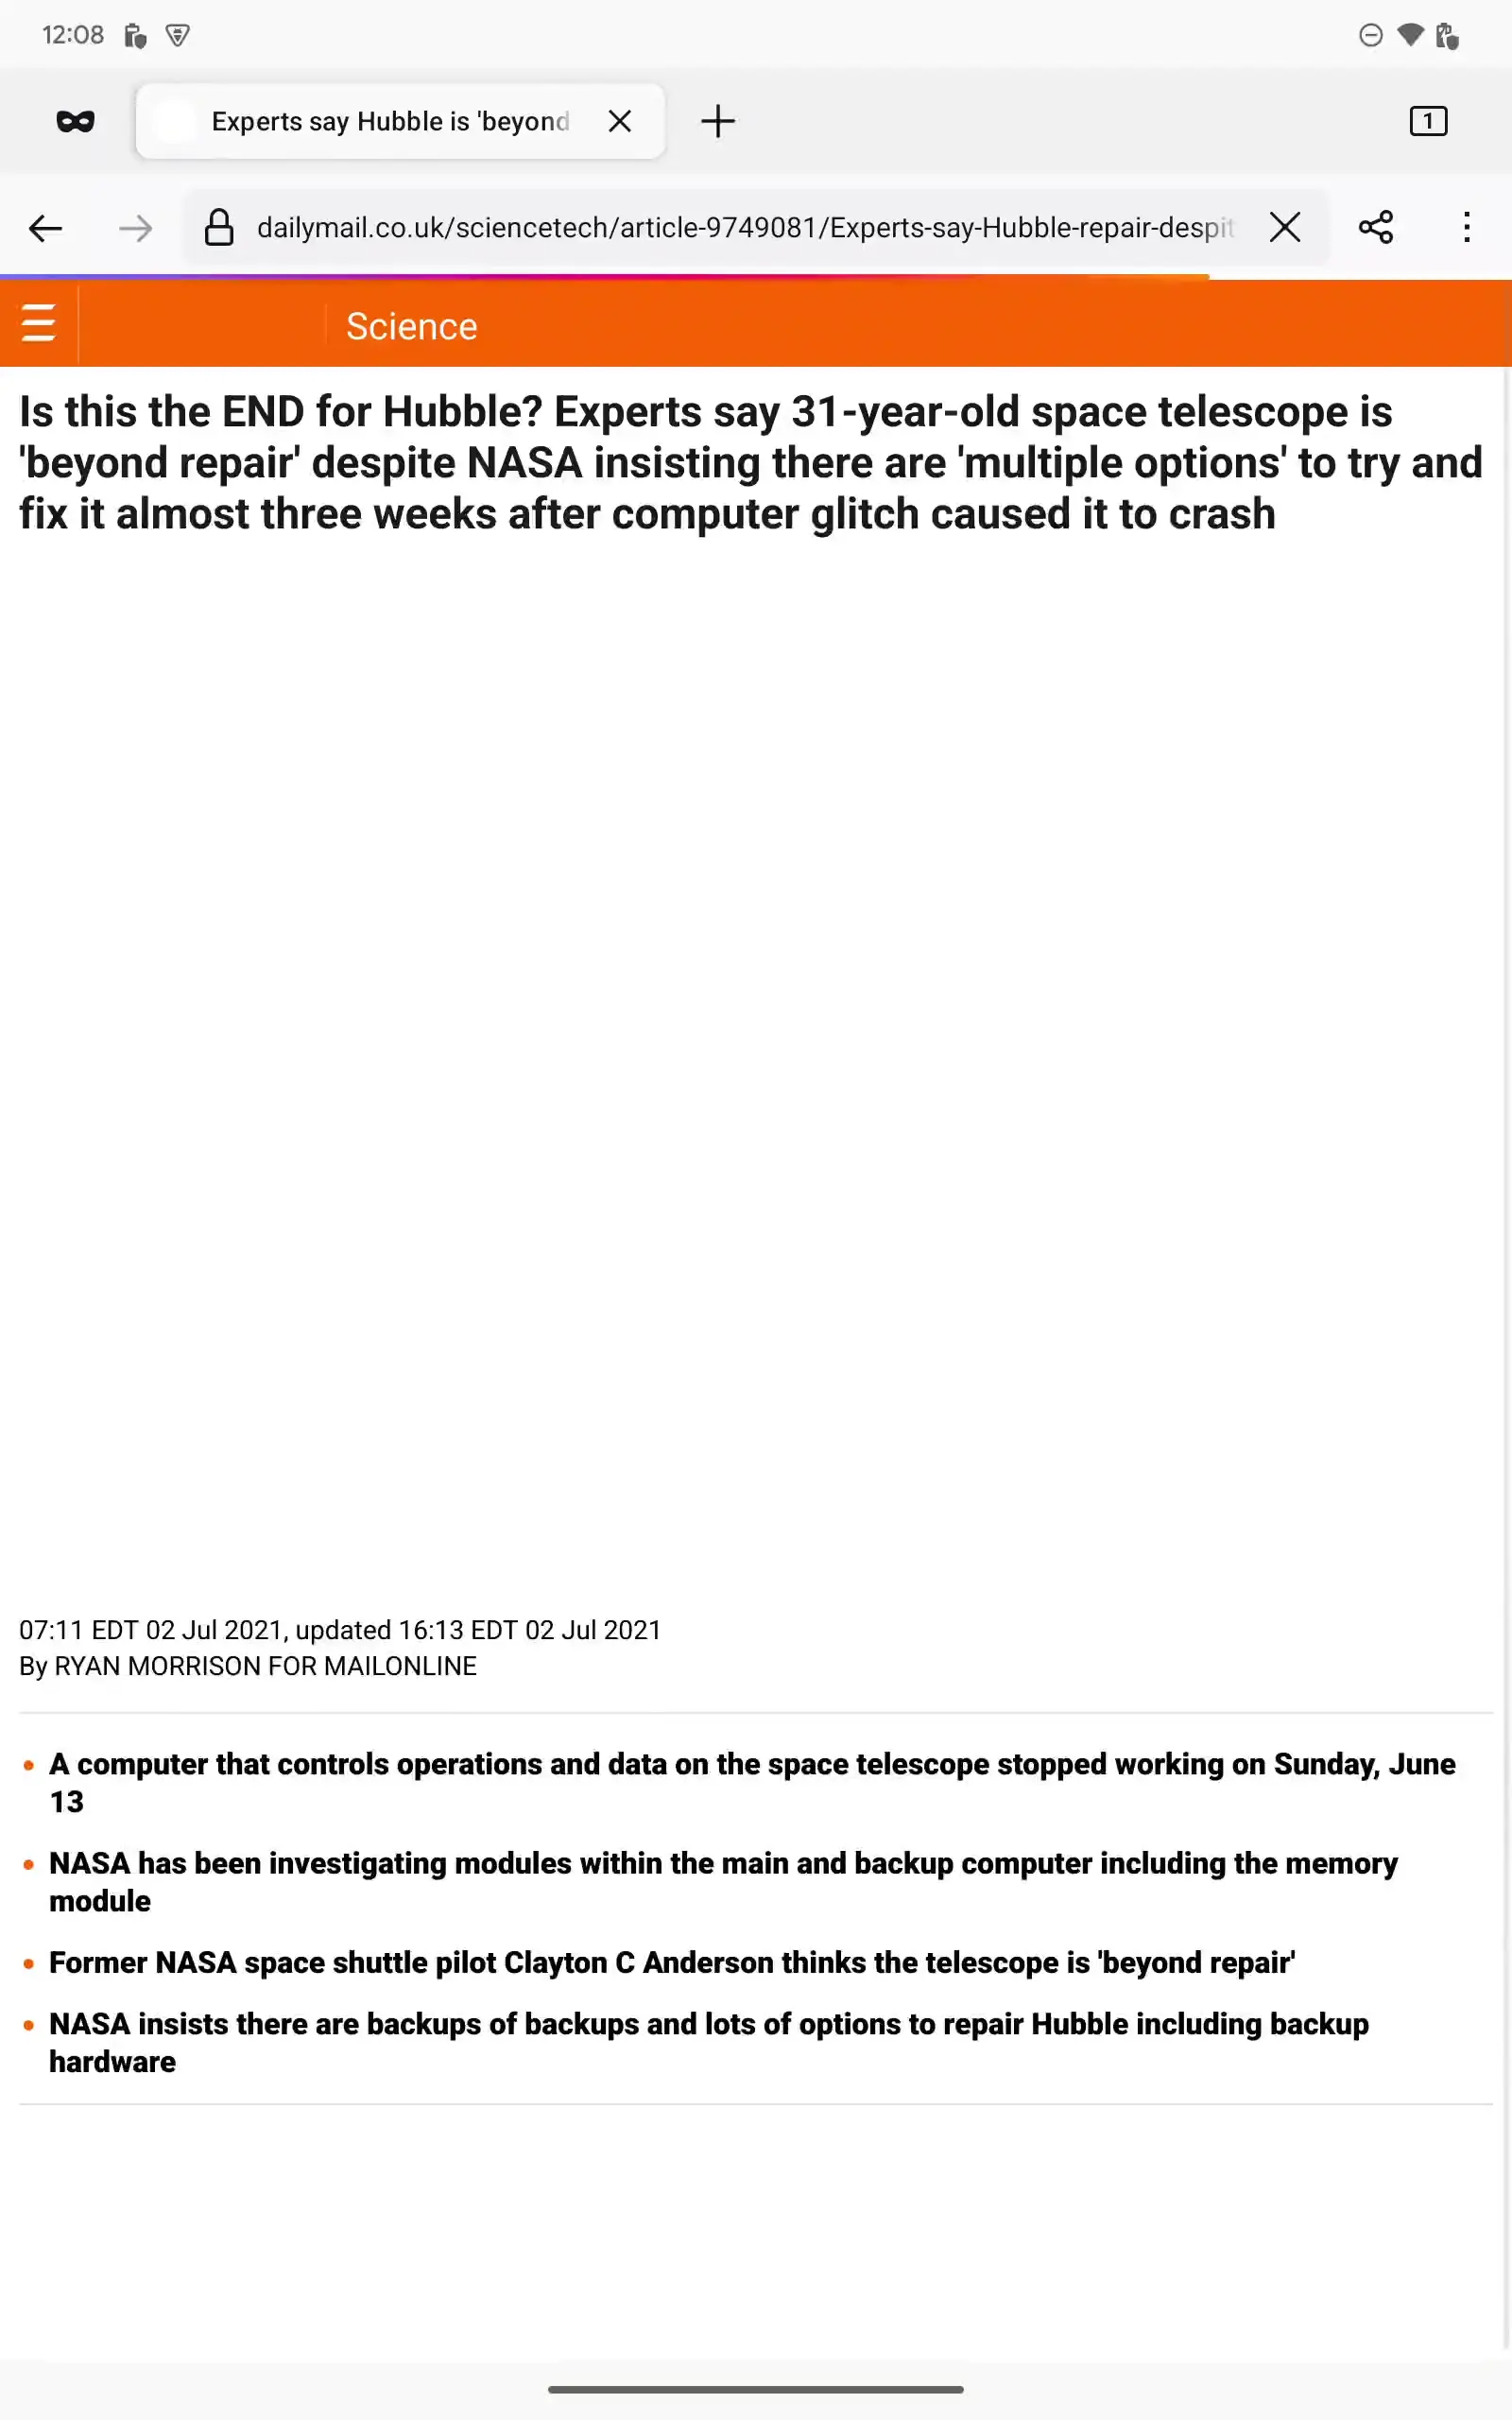 12:08
Experts say Hubble is 'beyond
1
dailymail.co.uk/sciencetech/article-9749081/Experts-say-Hubble-repair-despit
Science
Is this the END for Hubble? Experts say 31-year-old space telescope is
'beyond repair' despite NASA insisting there are 'multiple options' to try and
fix it almost three weeks after computer glitch caused it to crash
07:11 EDT 02 Jul 2021, updated 16:13 EDT 02 Jul 2021
By RYAN MORRISON FOR MAILONLINE
• A computer that controls operations and data on the space telescope stopped working on Sunday, June
13
• NASA has been investigating modules within the main and backup computer including the memory
module
• Former NASA space shuttle pilot Clayton C Anderson thinks the telescope is 'beyond repair'
• NASA insists there are backups of backups and lots of options to repair Hubble including backup
hardware